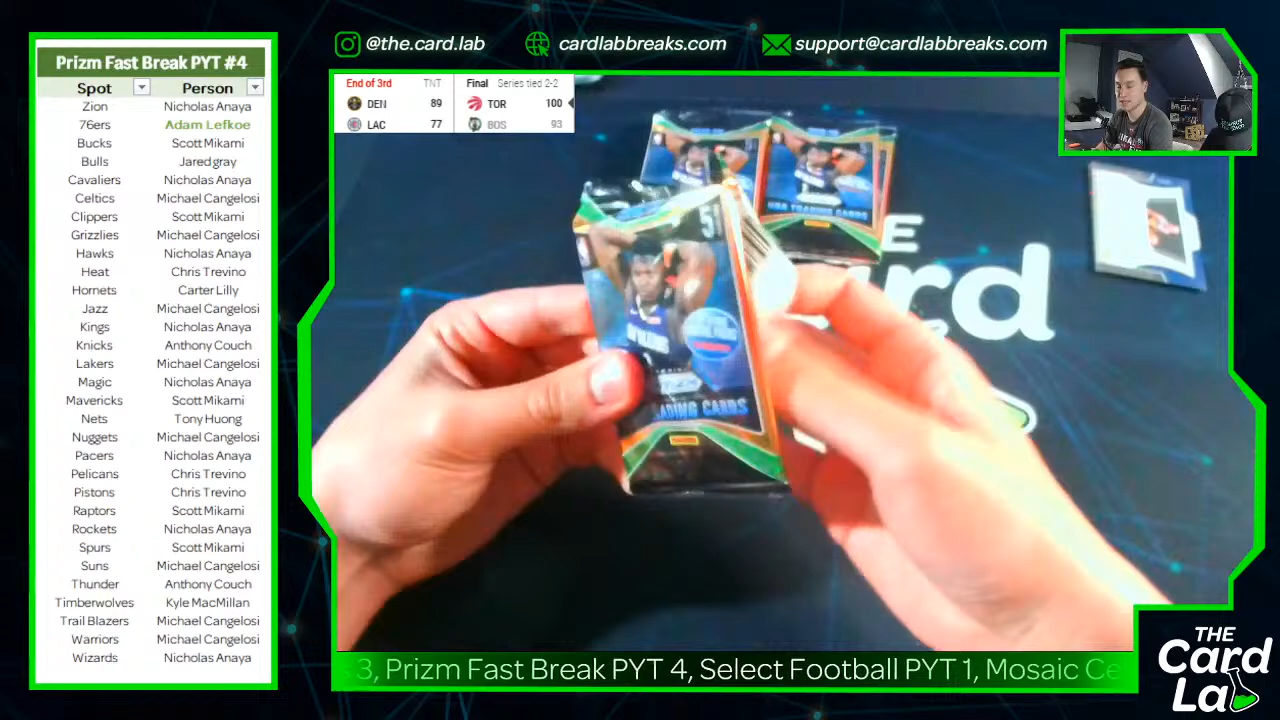 @the.card.lab
cardlabbreaks.com
support@cardlabbreaks.com
Prizm Fast Break PYT #4
Spot Person
Zion Nicholas Anaya
76ers Adam Lefkoe
Bucks Scott Mikami
Bulls Jared gray
Cavaliers Nicholas Anaya
Celtics Michael Cangelosi
Clippers Scott Mikami
Grizzlies Michael Cangelosi
Hawks Nicholas Anaya
Heat Chris Trevino
Hornets Carter Lilly
Jazz Michael Cangelosi
Kings Nicholas Anaya
Knicks Anthony Couch
Lakers Michael Cangelosi
Magic Nicholas Anaya
Mavericks Scott Mikami
Nets Tony Huong
Nuggets Michael Cangelosi
Pacers Nicholas Anaya
Pelicans Chris Trevino
Pistons Chris Trevino
Raptors Scott Mikami
Rockets Nicholas Anaya
Spurs Scott Mikami
Suns Michael Cangelosi
Thunder Anthony Couch
Timberwolves Kyle MacMillan
Trail Blazers Michael Cangelosi
Warriors Michael Cangelosi
Wizards Nicholas Anaya
End of 3rd TNT
DEN 89
LAC 77
Final Series tied 2-2
TOR 100
BOS 93
NBA TRADING CARDS
TRADING CARDS
Card
3, Prizm Fast Break PYT 4, Select Football PYT 1, Mosaic Ce
THE
Card
La